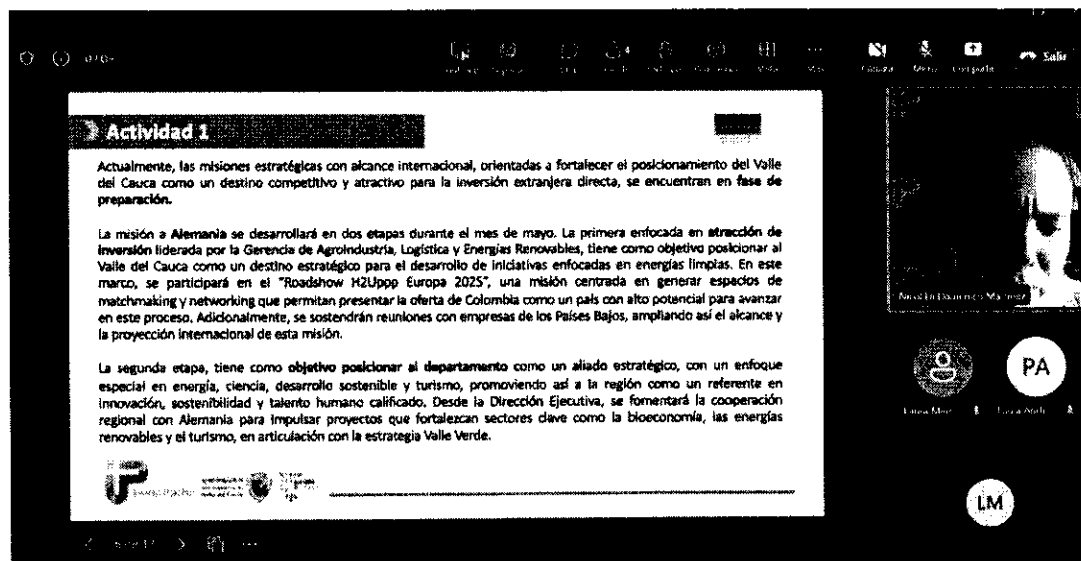 Salir
Actividad 1
Actualmente, las misiones estratégicas con alcance internacional, orientadas a fortalecer el posicionamiento del Valle
del Cauca como un destino competitivo y atractivo para la inversión extranjera directa, se encuentran en fase de
preparación.
La misión a Alemania se desarrollará en dos etapas durante el mes de mayo. La primera enfocada en atracción de
inversión liderada por la Gerencia de Agroindustria, Logística y Energías Renovables, tiene como objetivo posicionar al
Valle del Cauca como un destino estratégico para el desarrollo de iniciativas enfocadas en energías limpias. En este
marco, se participará en el "Roadshow H2Uppp Europa 2025", una misión centrada en generar espacios de
matchmaking y networking que permitan presentar la oferta de Colombia como un país con alto potencial para avanzar
en este proceso. Adicionalmente, se sostendrán reuniones con empresas de los Países Bajos, ampliando así el alcance y
la proyección internacional de esta misión.
La segunda etapa, tiene como objetivo posicionar al departamento como un aliado estratégico, con un enfoque
especial en energía, ciencia, desarrollo sostenible y turismo, promoviendo así a la región como un referente en
innovación, sostenibilidad y talento humano calificado. Desde la Dirección Ejecutiva, se fomentará la cooperación
regional con Alemania para impulsar proyectos que fortalezcan sectores clave como la bioeconomía, las energías
renovables y el turismo, en articulación con la estrategia Valle Verde.
PA
LM